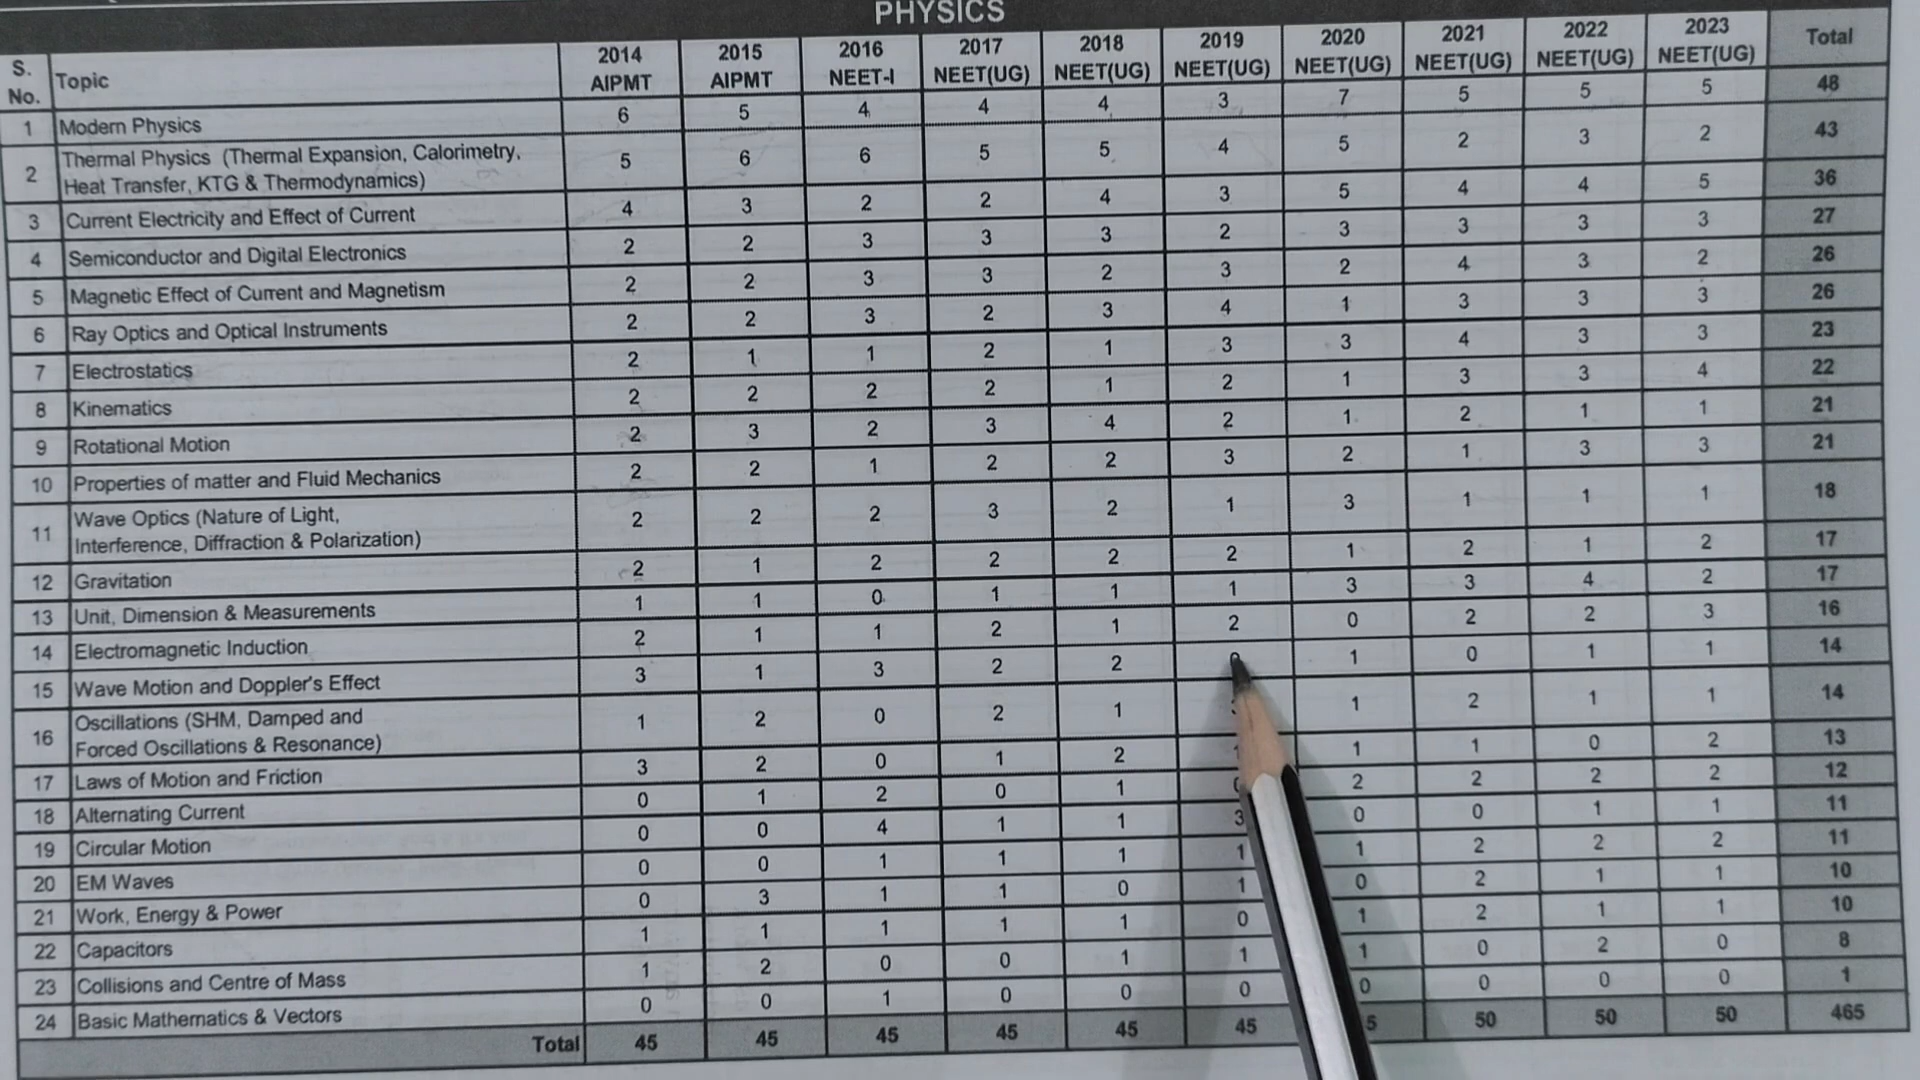 PHYSICS
S. No. Topic 2014 AIPMT 2015 AIPMT 2016 NEET-I 2017 NEET(UG) 2018 NEET(UG) 2019 NEET(UG) 2020 NEET(UG) 2021 NEET(UG) 2022 NEET(UG) 2023 NEET(UG) Total
1 Modern Physics 6 5 4 4 4 3 7 5 5 5 48
2 Thermal Physics (Thermal Expansion, Calorimetry, Heat Transfer, KTG & Thermodynamics) 5 6 6 5 5 4 5 2 3 2 43
3 Current Electricity and Effect of Current 4 3 2 2 4 3 5 4 4 5 36
4 Semiconductor and Digital Electronics 2 2 3 3 3 2 3 3 3 3 27
5 Magnetic Effect of Current and Magnetism 2 2 3 3 2 3 2 4 3 2 26
6 Ray Optics and Optical Instruments 2 2 3 2 3 4 1 3 3 3 26
7 Electrostatics 2 1 1 2 1 3 3 4 3 3 23
8 Kinematics 2 2 2 2 1 2 1 3 3 4 22
9 Rotational Motion 2 3 2 3 4 2 1 2 1 1 21
10 Properties of matter and Fluid Mechanics 2 2 1 2 2 3 2 1 3 3 21
11 Wave Optics (Nature of Light, Interference, Diffraction & Polarization) 2 2 2 3 2 1 3 1 1 1 18
12 Gravitation 2 1 2 2 2 2 1 2 1 2 17
13 Unit, Dimension & Measurements 1 1 0 1 1 1 3 3 4 2 17
14 Electromagnetic Induction 2 1 1 2 1 2 0 2 2 3 16
15 Wave Motion and Doppler's Effect 3 1 3 2 2 1 0 1 1 14
16 Oscillations (SHM, Damped and Forced Oscillations & Resonance) 1 2 0 2 1 1 2 1 1 14
17 Laws of Motion and Friction 3 2 0 1 2 1 1 0 2 13
18 Alternating Current 0 1 2 0 1 2 2 2 2 12
19 Circular Motion 0 0 4 1 1 3 0 0 1 1 11
20 EM Waves 0 0 1 1 1 1 1 2 2 2 11
21 Work, Energy & Power 0 3 1 1 0 1 0 2 1 1 10
22 Capacitors 1 1 1 1 1 0 1 2 1 1 10
23 Collisions and Centre of Mass 1 2 0 0 1 1 1 0 2 0 8
24 Basic Mathematics & Vectors 0 0 1 0 0 0 0 0 0 0 1
Total 45 45 45 45 45 45 5 50 50 50 465